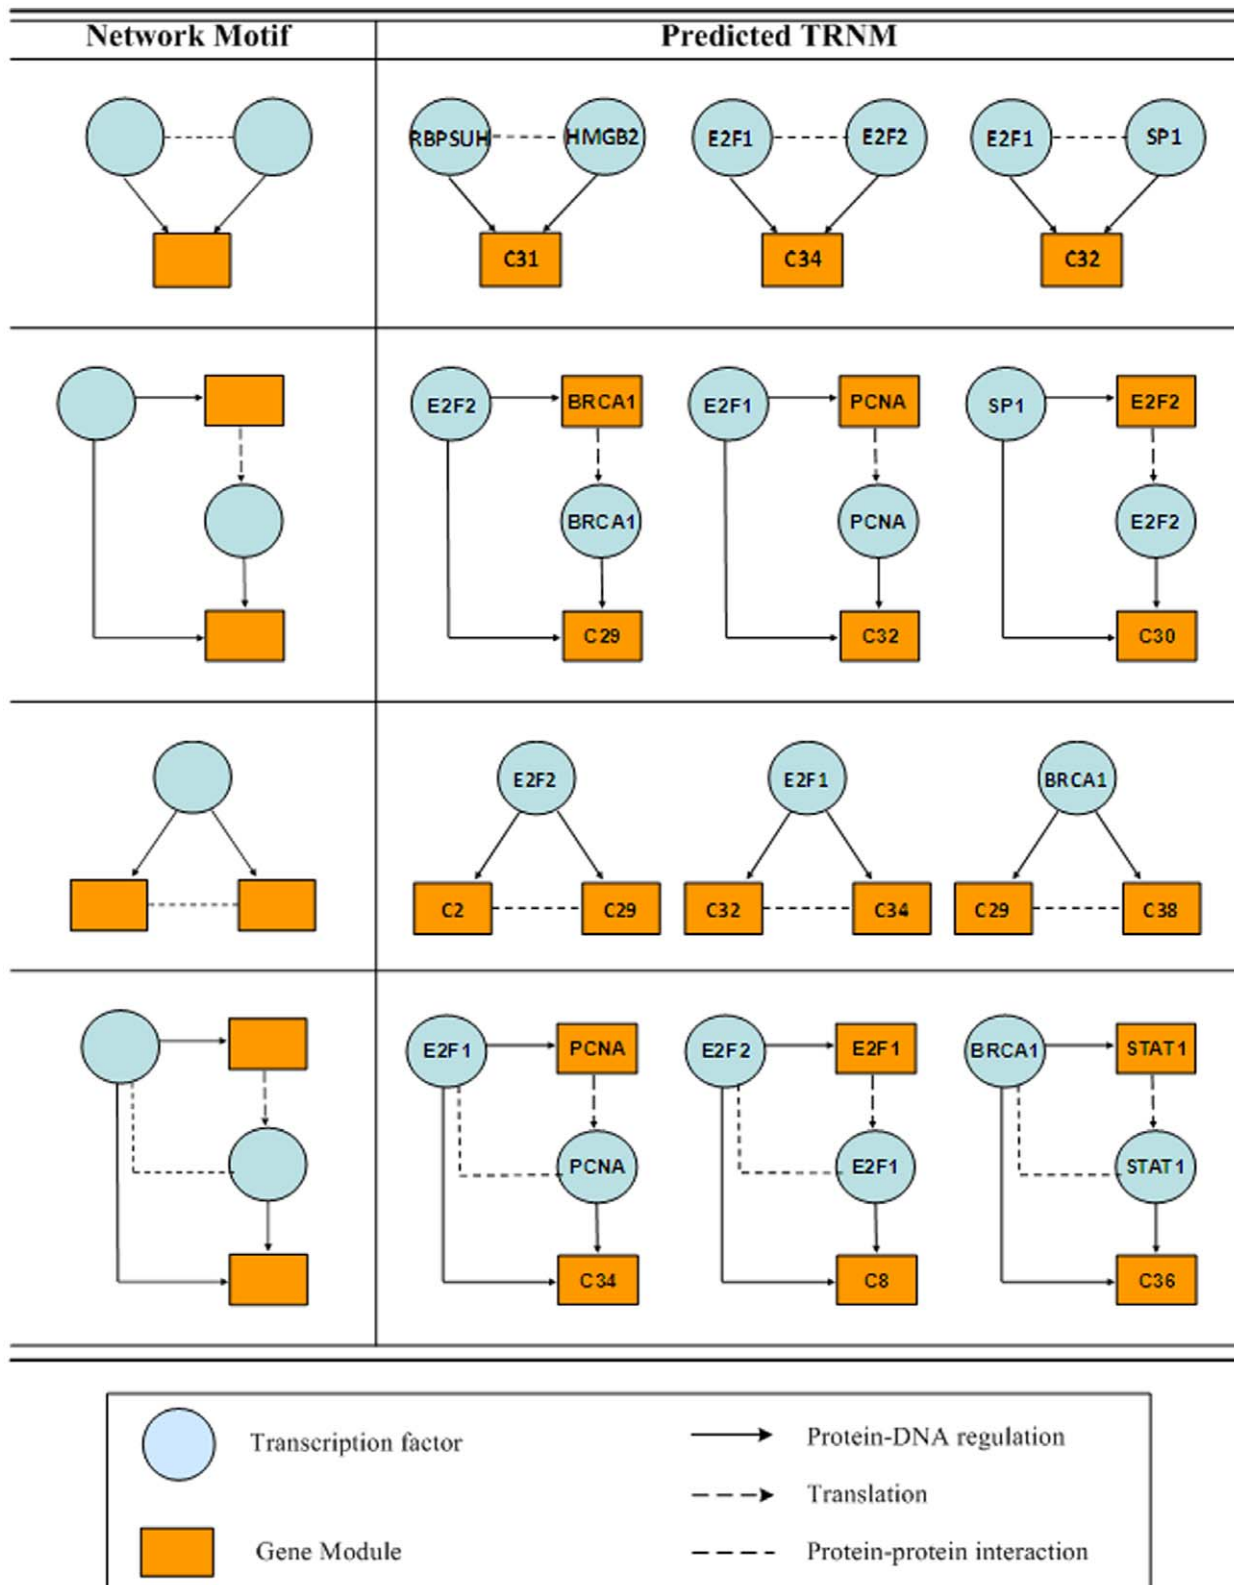 Network Motif Predicted TRNM
RBPSUH HMGB2 E2F1 E2F2 E2F1 SP1
C31 C34 C32
E2F2 BRCA1 E2F1 PCNA SP1 E2F2
BRCA1 PCNA E2F2
C29 C32 C30
E2F2 E2F1 BRCA1
C2 C29 C32 C34 C29 C38
E2F1 PCNA E2F2 E2F1 BRCA1 STAT1
PCNA E2F1 STAT1
C34 C8 C36
Transcription factor Protein-DNA regulation
Translation
Gene Module Protein-protein interaction